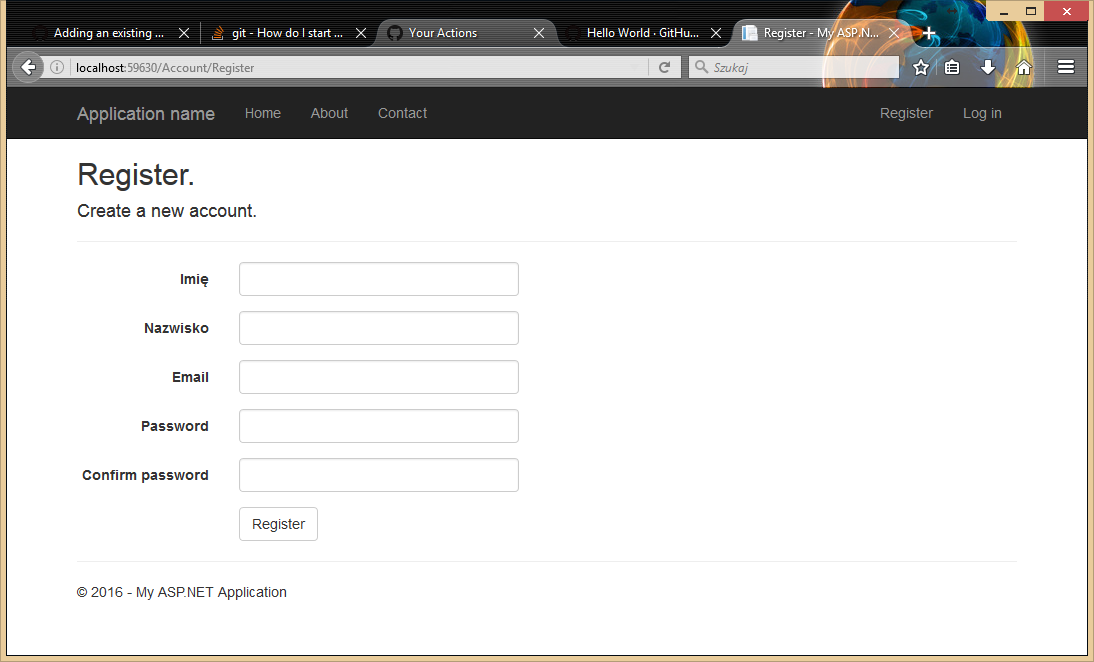 Adding an existing ...
git - How do I start ...
Your Actions
Hello World · GitHu...
Register - My ASP.N...
localhost:59630/Account/Register
Szukaj
Application name Home About Contact Register Log in
Register.
Create a new account.
Imię
Nazwisko
Email
Password
Confirm password
Register
© 2016 - My ASP.NET Application